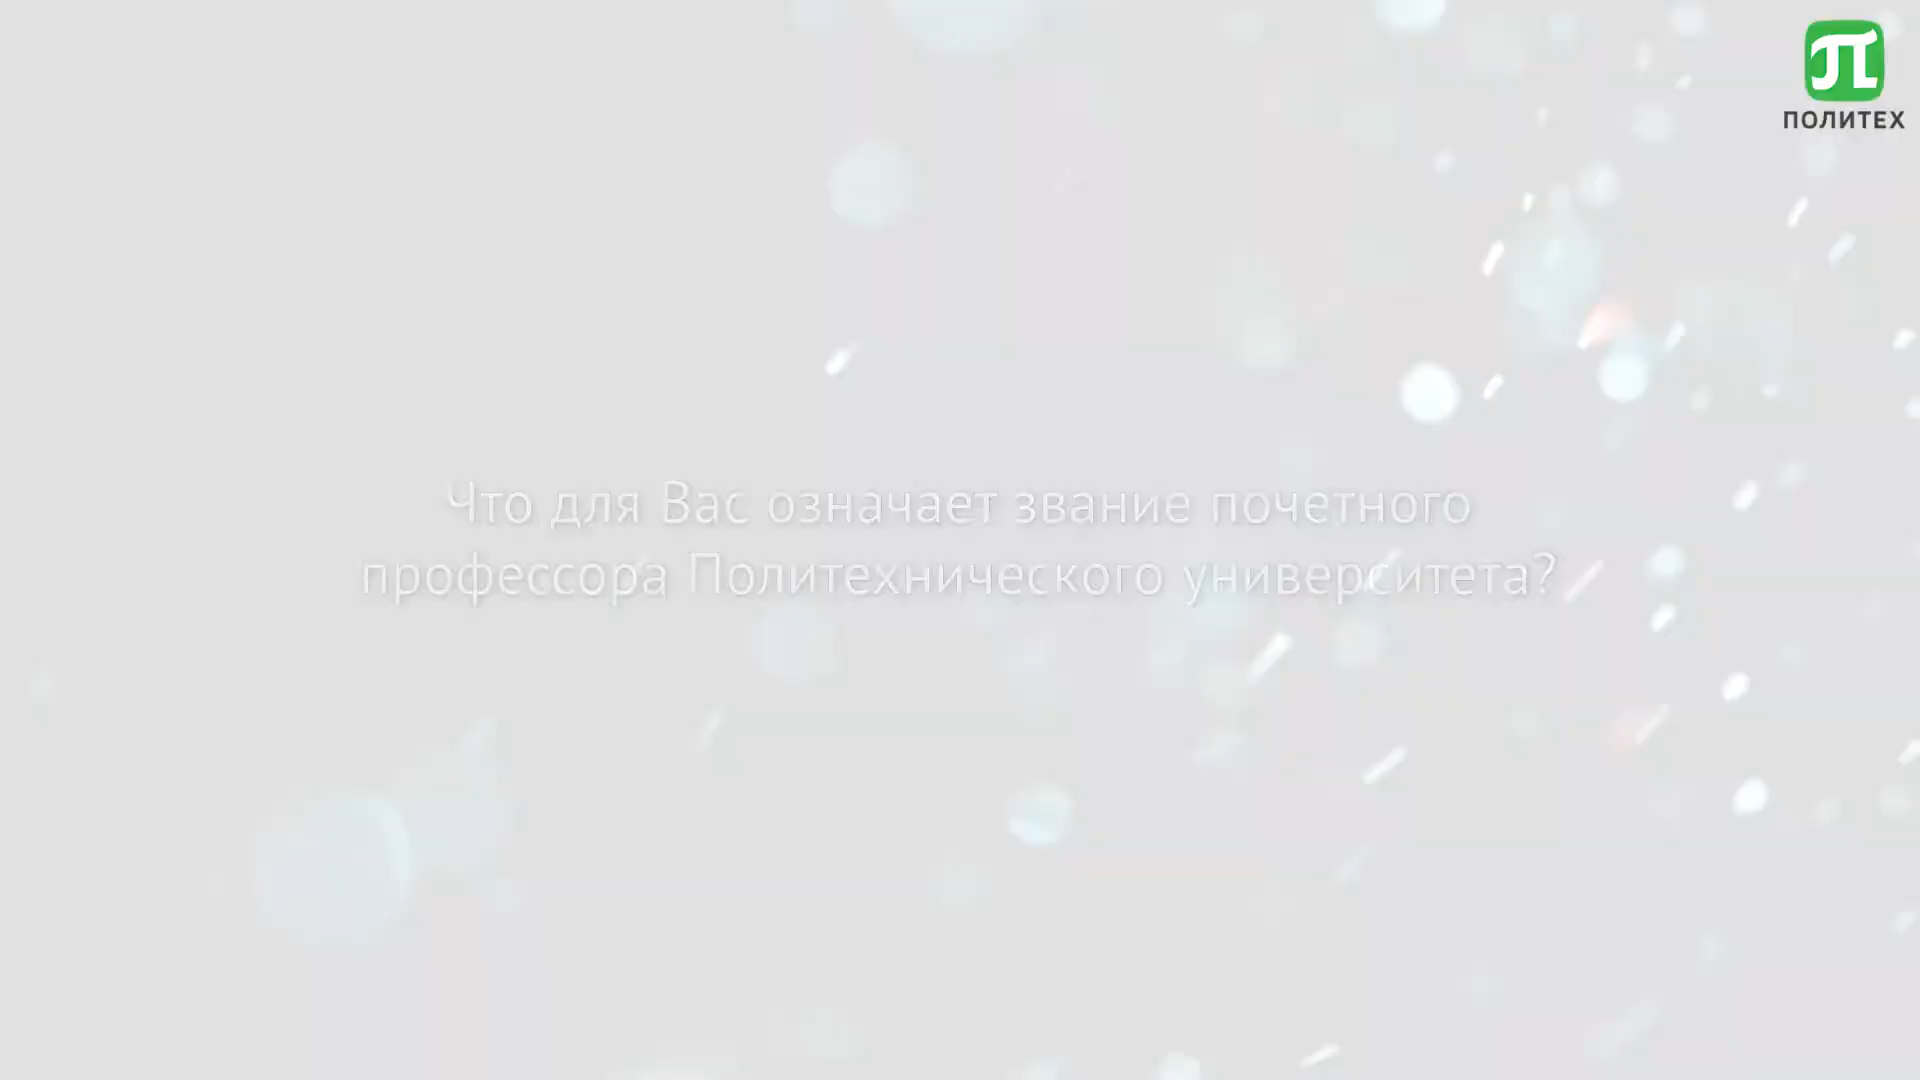 ПОЛИТЕХ
Что для Вас означает звание почетного
профессора Политехнического университета?